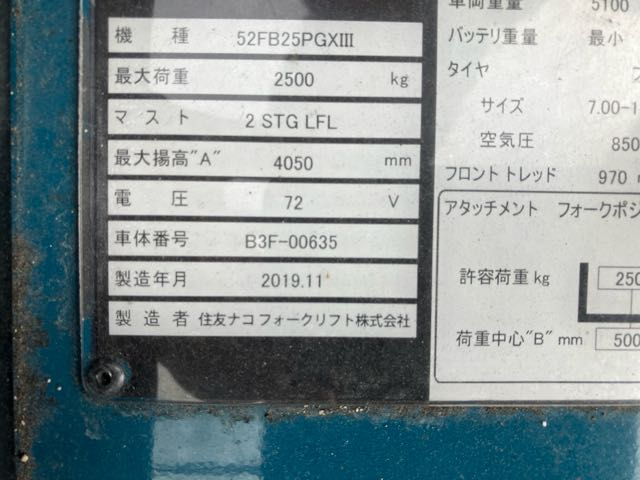 機種 52FB25PGXⅢ
最大荷重 2500 kg
マスト 2 STG LFL
最大揚高"A" 4050 mm
電圧 72 V
車体番号 B3F-00635
製造年月 2019.11
製造者 住友ナコ フォークリフト株式会社
車両重量 5100
バッテリ重量 最小
タイヤ
サイズ 7.00-1
空気圧 850
フロントトレッド 970
アタッチメント フォークポジ
許容荷重 kg 250
荷重中心"B" mm 500